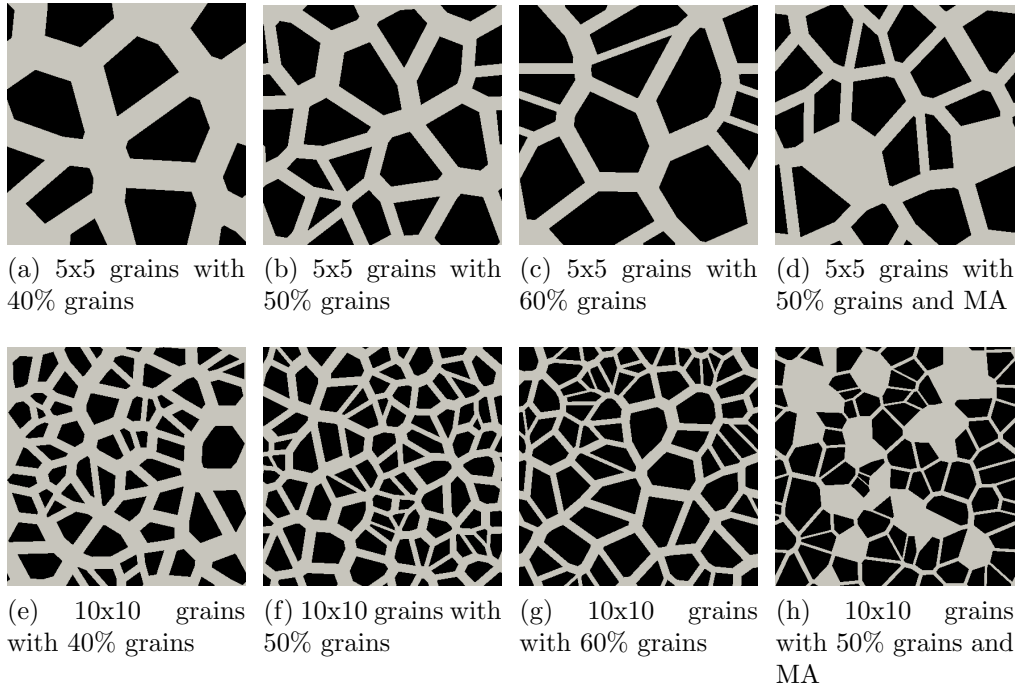 (a) 5x5 grains with
40% grains
(b) 5x5 grains with
50% grains
(c) 5x5 grains with
60% grains
(d) 5x5 grains with
50% grains and MA
(e) 10x10 grains
with 40% grains
(f) 10x10 grains with
50% grains
(g) 10x10 grains
with 60% grains
(h) 10x10 grains
with 50% grains and
MA